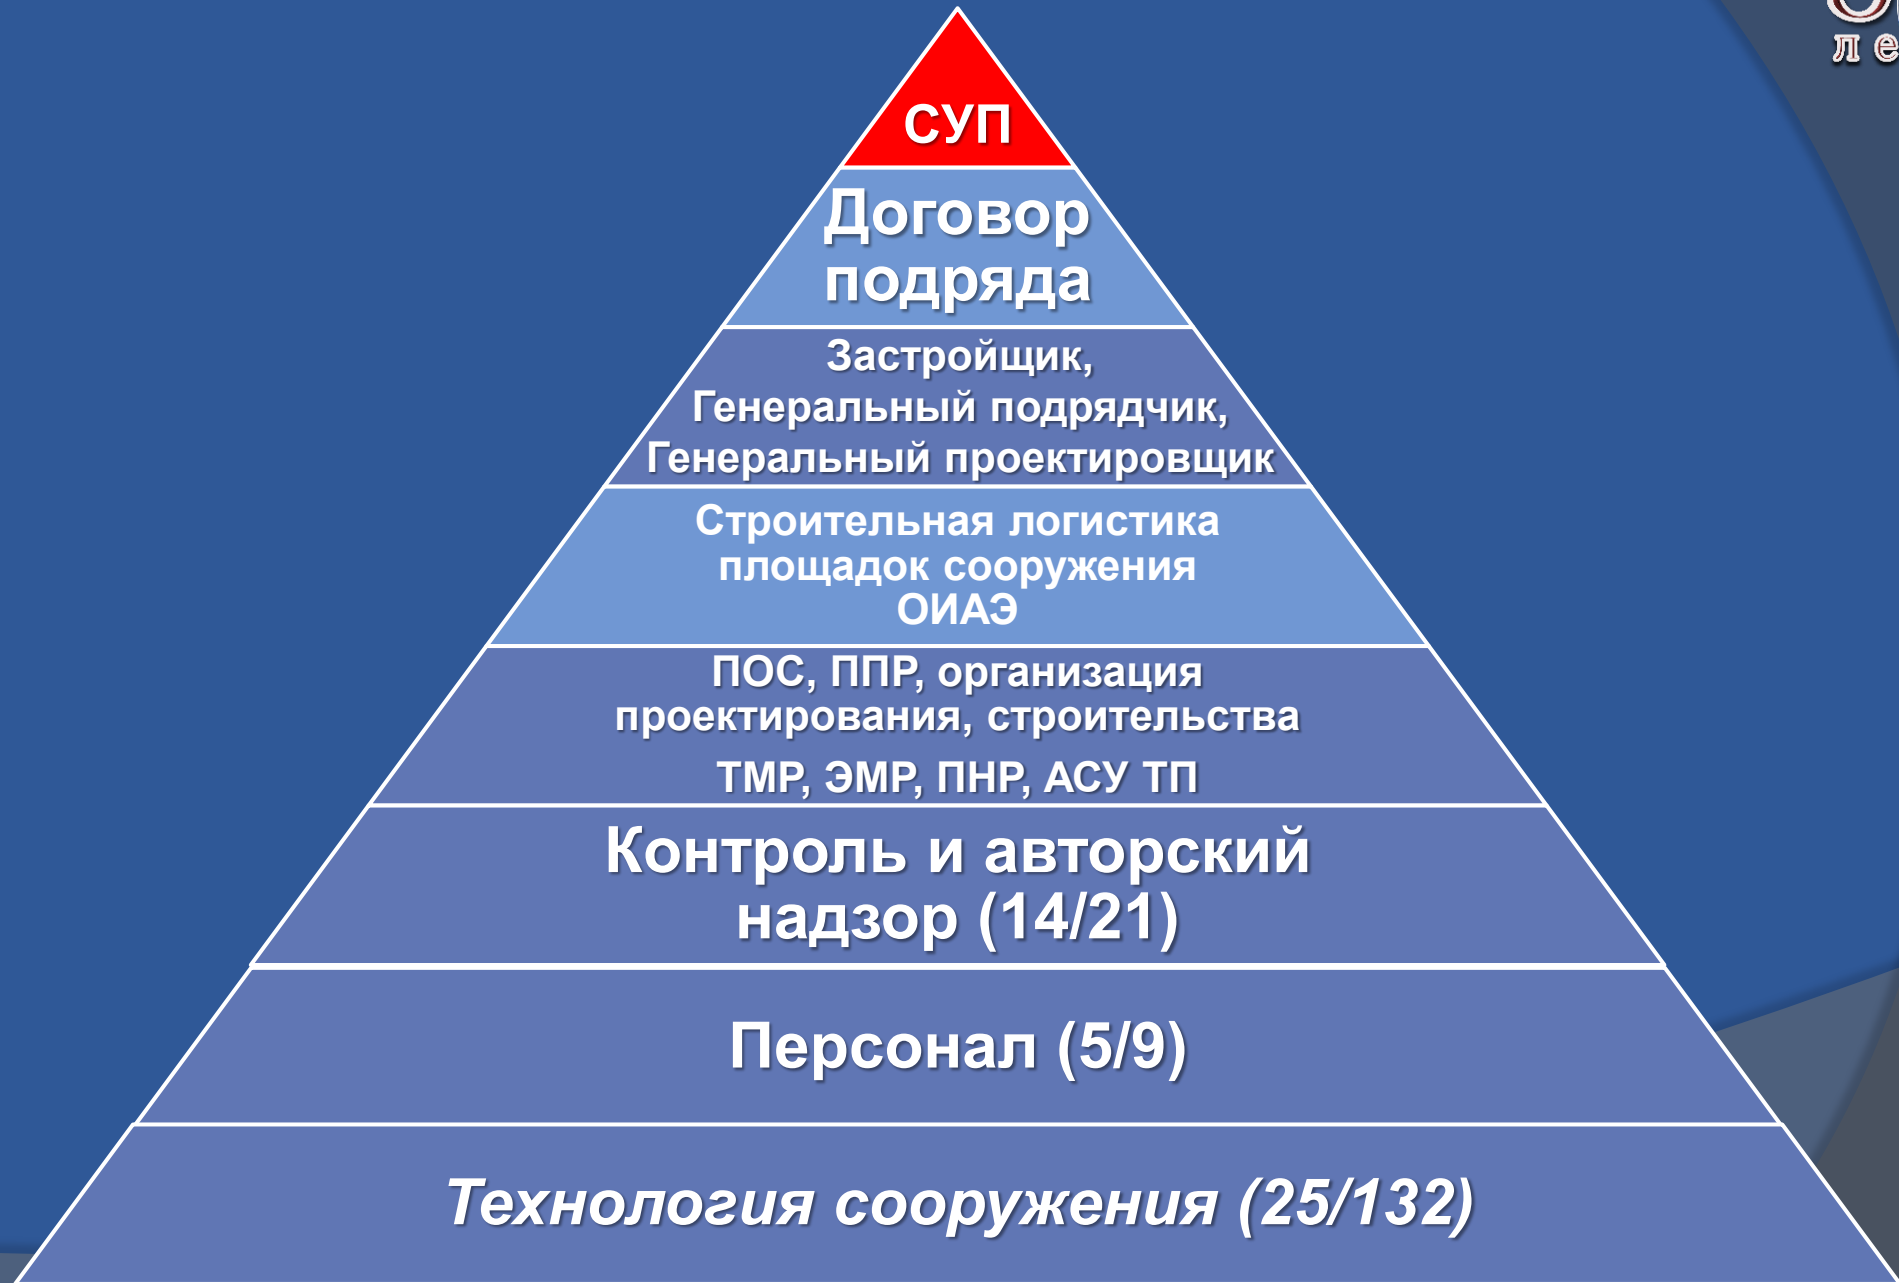 СУП
Договор
подряда
Застройщик,
Генеральный подрядчик,
Генеральный проектировщик
Строительная логистика
площадок сооружения
ОИАЭ
ПОС, ППР, организация
проектирования, строительства
ТМР, ЭМР, ПНР, АСУ ТП
Контроль и авторский
надзор (14/21)
Персонал (5/9)
Технология сооружения (25/132)